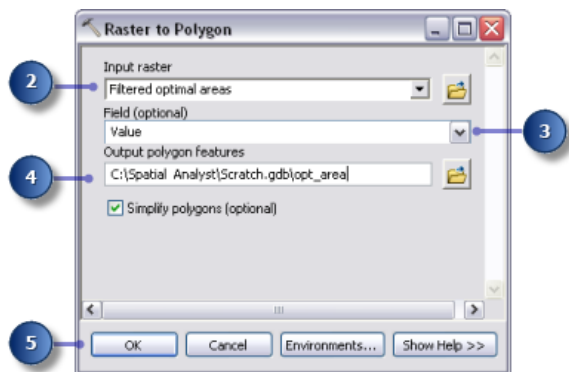 Raster to Polygon
Input raster
2
Filtered optimal areas
Field (optional)
Value
3
Output polygon features
4
C:\Spatial Analyst\Scratch.gdb\opt_area
Simplify polygons (optional)
5
OK Cancel Environments... Show Help >>